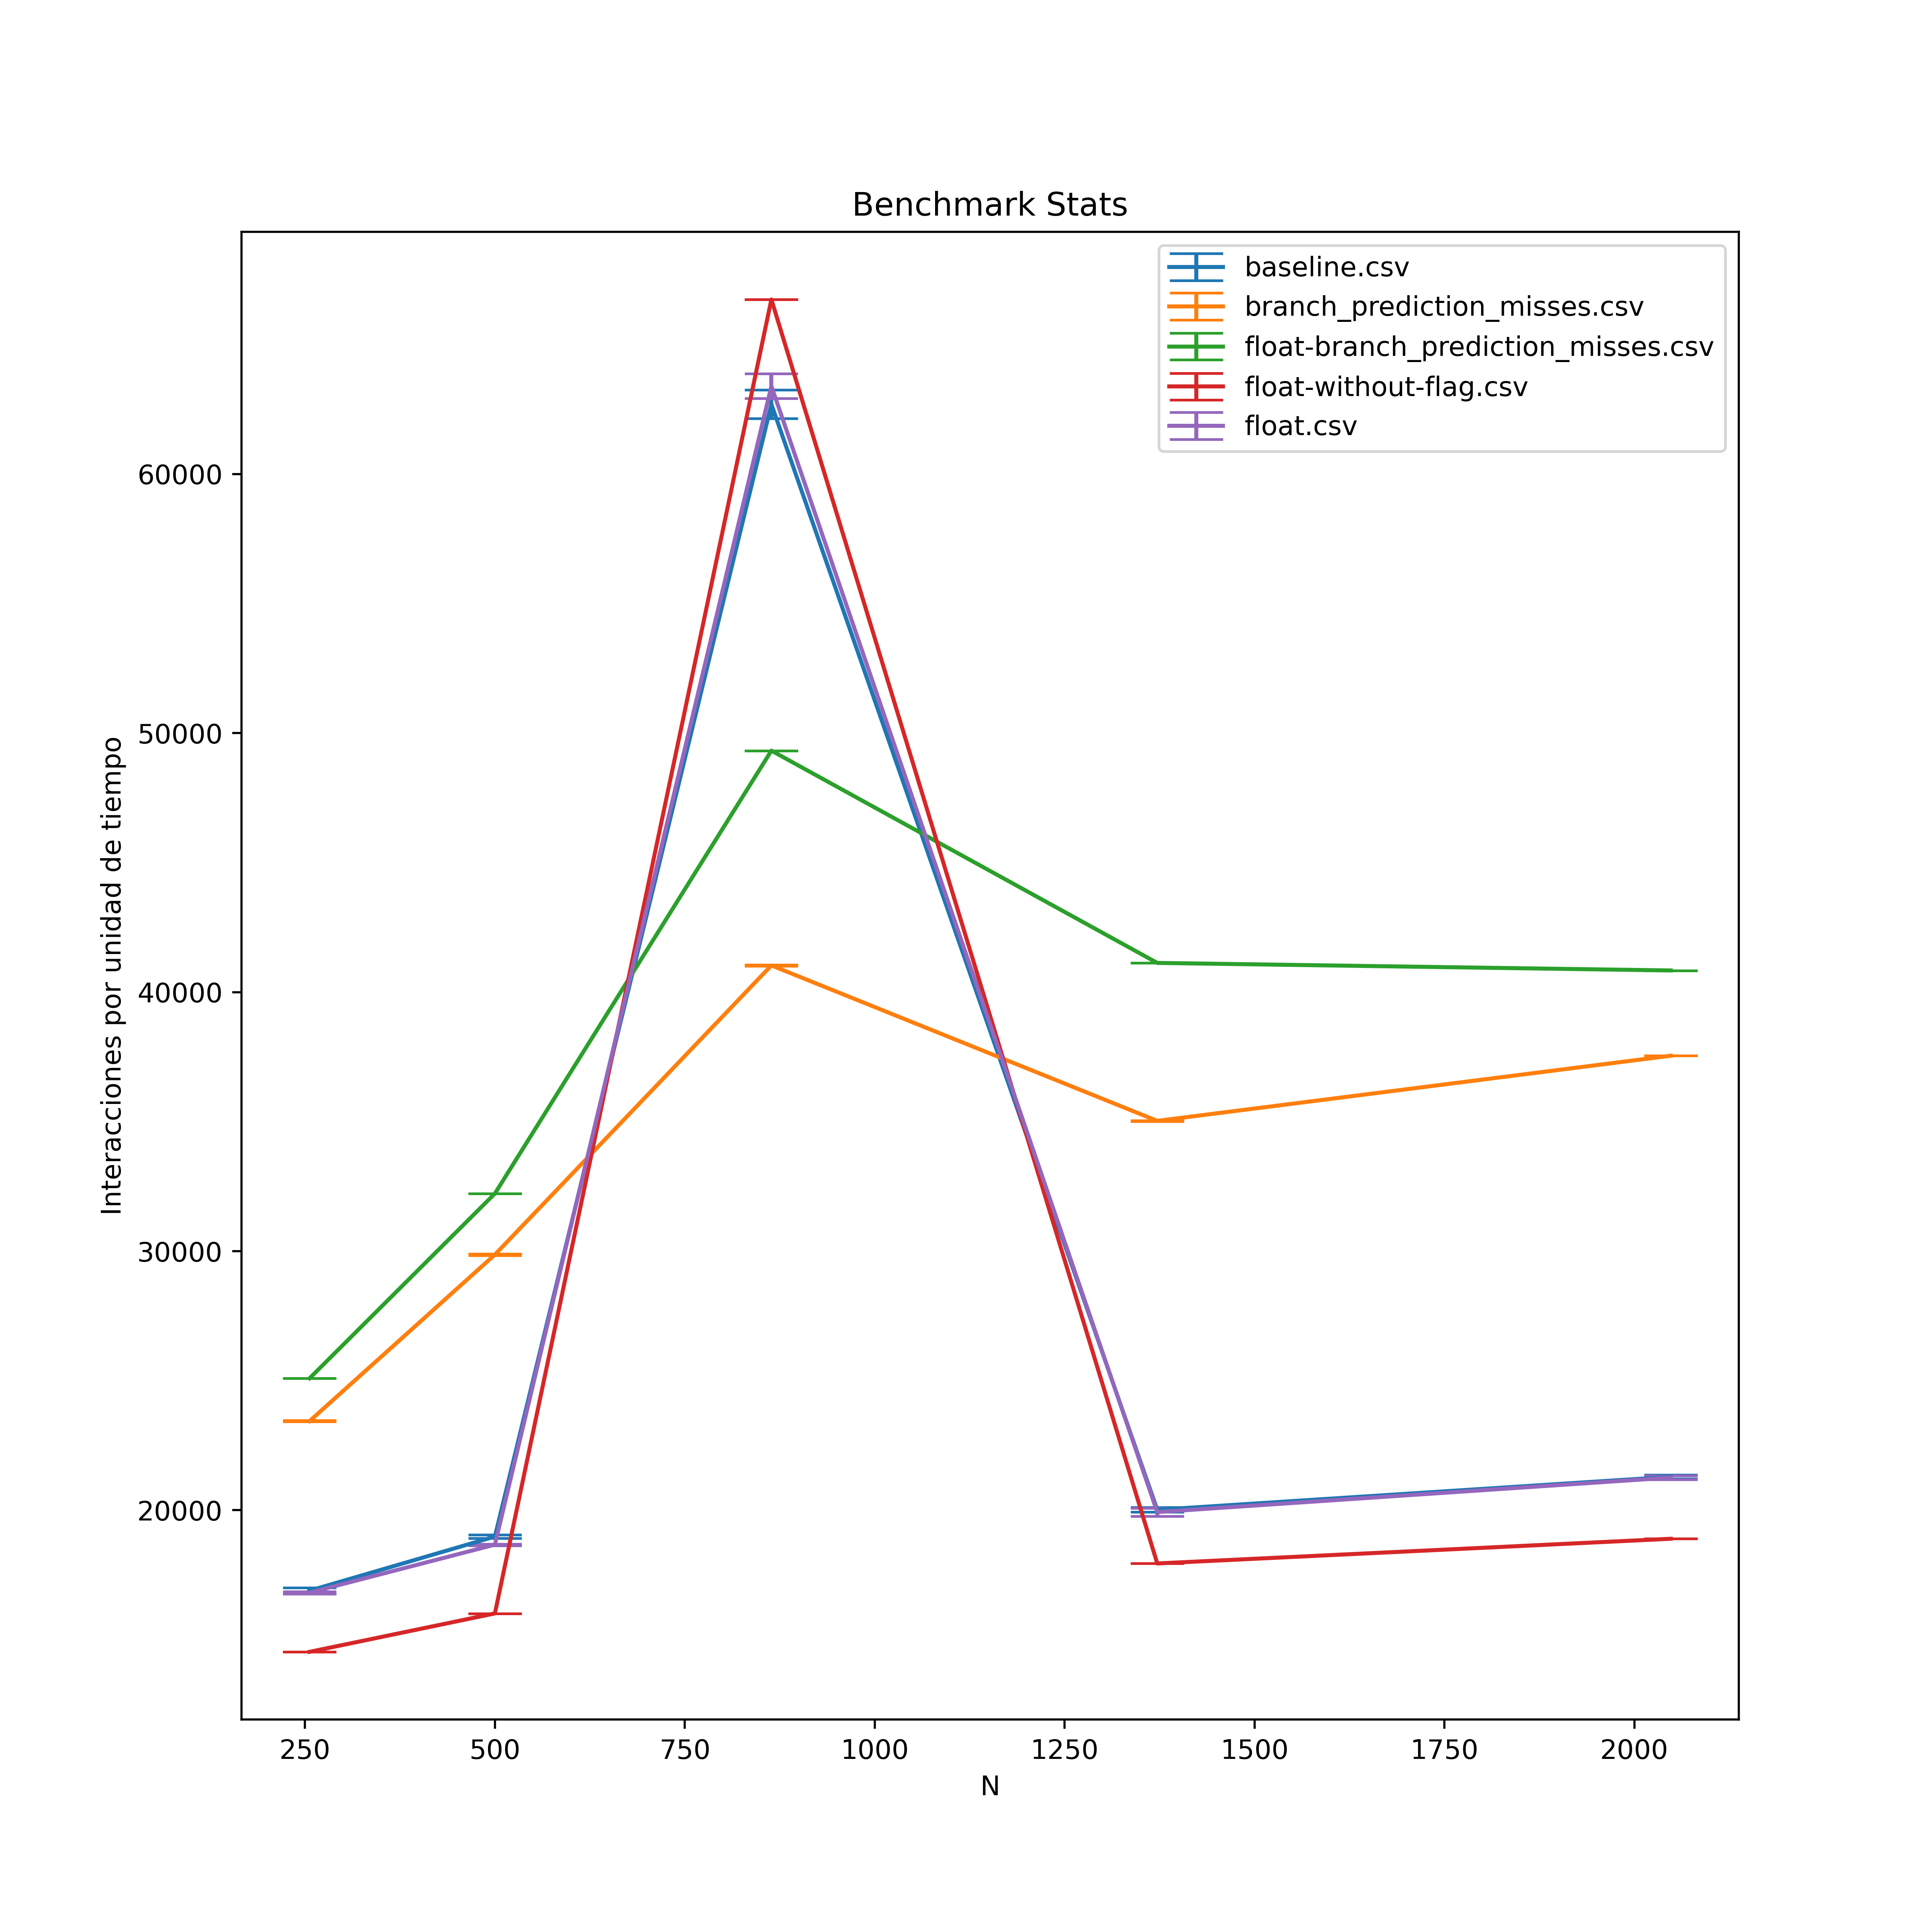 Benchmark Stats
baseline.csv
branch_prediction_misses.csv
float-branch_prediction_misses.csv
float-without-flag.csv
float.csv
Interacciones por unidad de tiempo
60000
50000
40000
30000
20000
250 500 750 1000 1250 1500 1750 2000
N